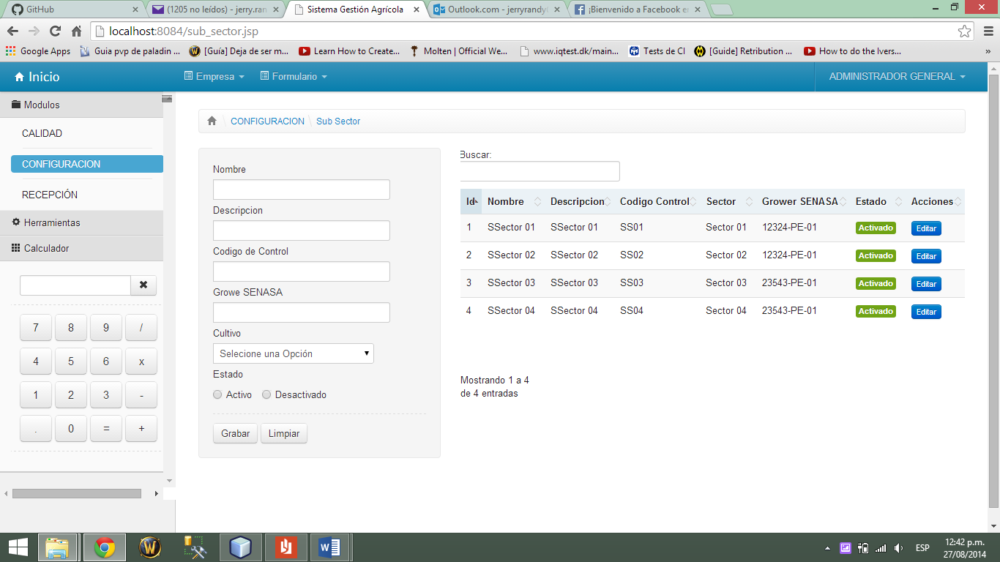 GitHub
(1205 no leídos) - jerry.ran
Sistema Gestión Agrícola
Outlook.com - jerryrandy
¡Bienvenido a Facebook en
localhost:8084/sub_sector.jsp
Google Apps
Guia pvp de paladin ...
[Guía] Deja de ser m...
Learn How to Create...
Molten | Official We...
www.iqtest.dk/main...
Tests de CI
[Guide] Retribution ...
How to do the Ivers...
»
Inicio
Empresa
Formulario
ADMINISTRADOR GENERAL
Modulos
CALIDAD
CONFIGURACION
RECEPCIÓN
Herramientas
Calculador
7 8 9 /
4 5 6 x
1 2 3 -
. 0 = +
CONFIGURACION \ Sub Sector
Nombre
Descripcion
Codigo de Control
Growe SENASA
Cultivo
Selecione una Opción
Estado
Activo Desactivado
Grabar Limpiar
Buscar:
Id Nombre Descripcion Codigo Control Sector Grower SENASA Estado Acciones
1 SSector 01 SSector 01 SS01 Sector 01 12324-PE-01 Activado Editar
2 SSector 02 SSector 02 SS02 Sector 02 12324-PE-01 Activado Editar
3 SSector 03 SSector 03 SS03 Sector 03 23543-PE-01 Activado Editar
4 SSector 04 SSector 04 SS04 Sector 04 23543-PE-01 Activado Editar
Mostrando 1 a 4
de 4 entradas
ESP
12:42 p.m.
27/08/2014